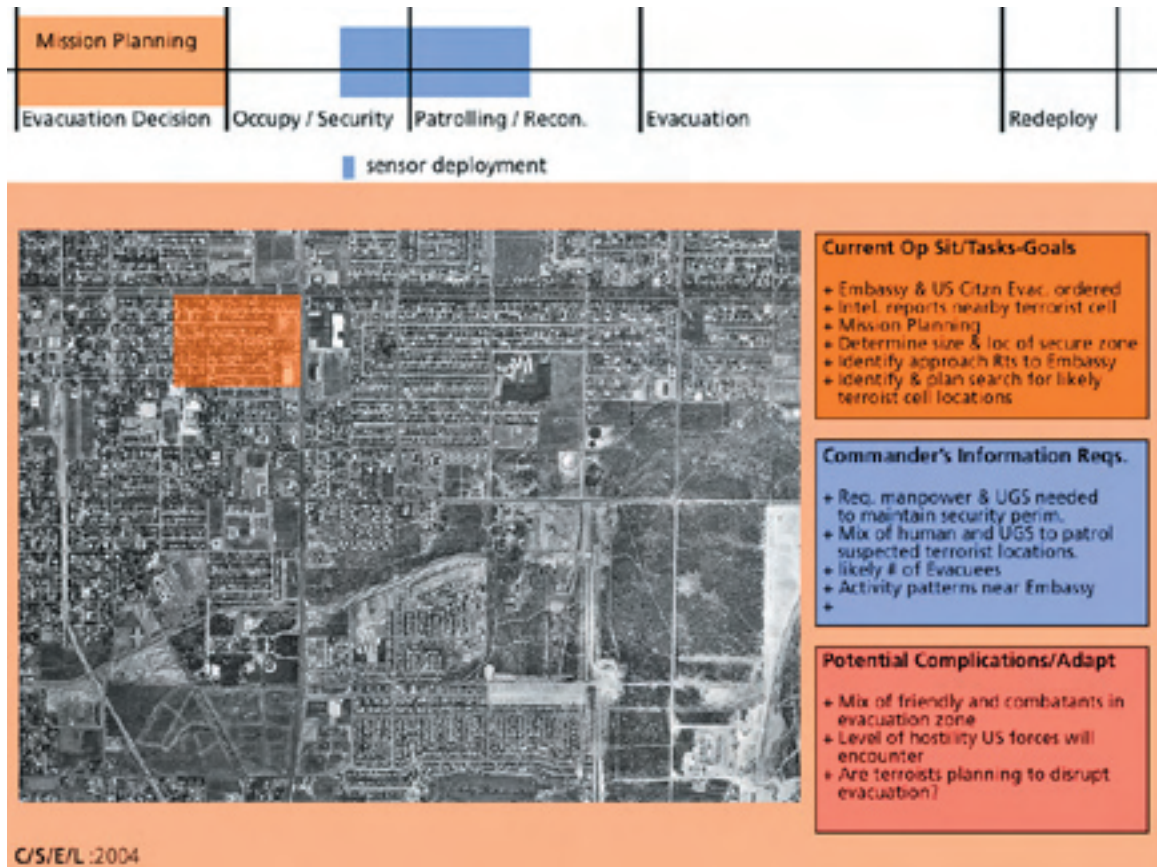 Mission Planning
Evacuation Decision
Occupy / Security
Patrolling / Recon.
Evacuation
Redeploy
sensor deployment
Current Op Sit/Tasks-Goals
+ Embassy & US Citzn Evac. ordered
+ Intel. reports nearby terrorist cell
+ Mission Planning
+ Determine size & loc of secure zone
+ Identify approach Rts to Embassy
+ Identify & plan search for likely
terroist cell locations
Commander's Information Reqs.
+ Req. manpower & UGS needed
to maintain security perim.
+ Mix of human and UGS to patrol
suspected terrorist locations.
+ likely # of Evacuees
+ Activity patterns near Embassy
+
Potential Complications/Adapt
+ Mix of friendly and combatants in
evacuation zone
+ Level of hostility US forces will
encounter
+ Are terroists planning to disrupt
evacuation?
C/S/E/L :2004